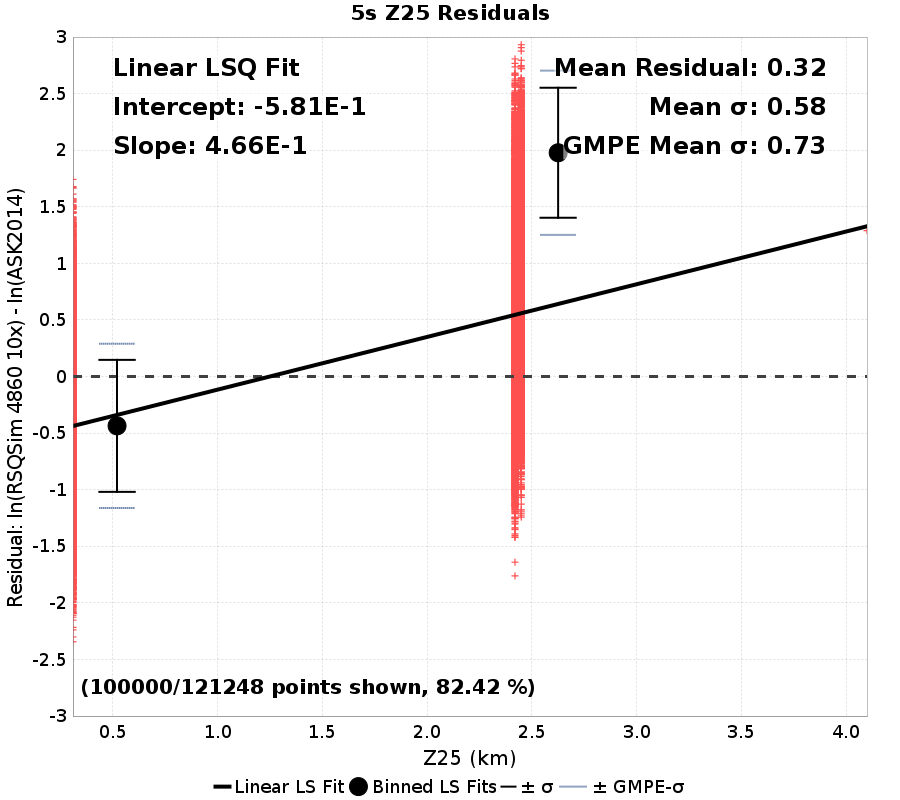 5s Z25 Residuals
Linear LSQ Fit
Intercept: -5.81E-1
Slope: 4.66E-1
Mean Residual: 0.32
Mean σ: 0.58
GMPE Mean σ: 0.73
Residual: ln(RSQSim 4860 10x) - ln(ASK2014)
3
2.5
2
1.5
1
0.5
0
-0.5
-1
-1.5
-2
-2.5
-3
(100000/121248 points shown, 82.42 %)
0.5 1.0 1.5 2.0 2.5 3.0 3.5 4.0
Z25 (km)
Linear LS Fit Binned LS Fits ± σ ± GMPE-σ